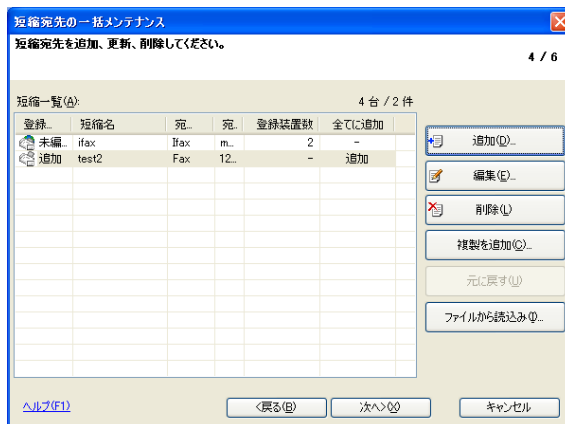 短縮宛先の一括メンテナンス
短縮宛先を追加、更新、削除してください。
4 / 6
短縮一覧(A): 4 台 / 2 件
登録... 短縮名 宛... 宛.. 登録装置数 全てに追加
未編... ifax Ifax m... 2 -
追加 test2 Fax 12... - 追加
追加(D)...
編集(E)...
削除(L)
複製を追加(C)...
元に戻す(U)
ファイルから読込み(I)...
ヘルプ(F1) <戻る(B) 次へ>(X) キャンセル